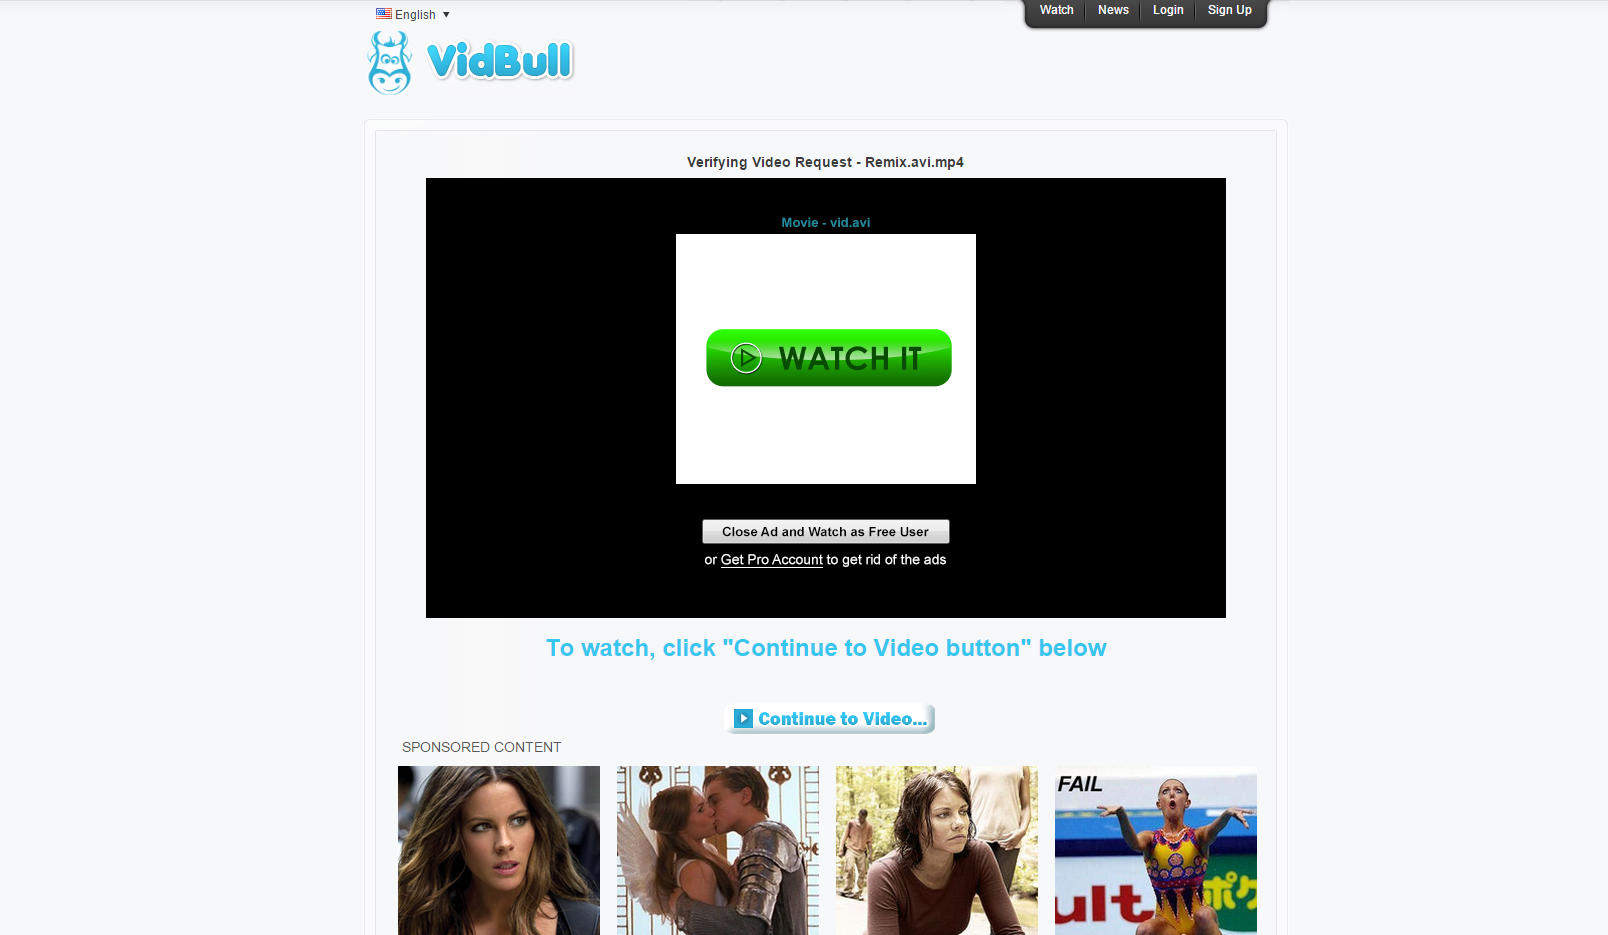 English ▼
Watch News Login Sign Up
VidBull
Verifying Video Request - Remix.avi.mp4
Movie - vid.avi
WATCH IT
Close Ad and Watch as Free User
or Get Pro Account to get rid of the ads
To watch, click "Continue to Video button" below
Continue to Video...
SPONSORED CONTENT
FAIL
ult ポケ